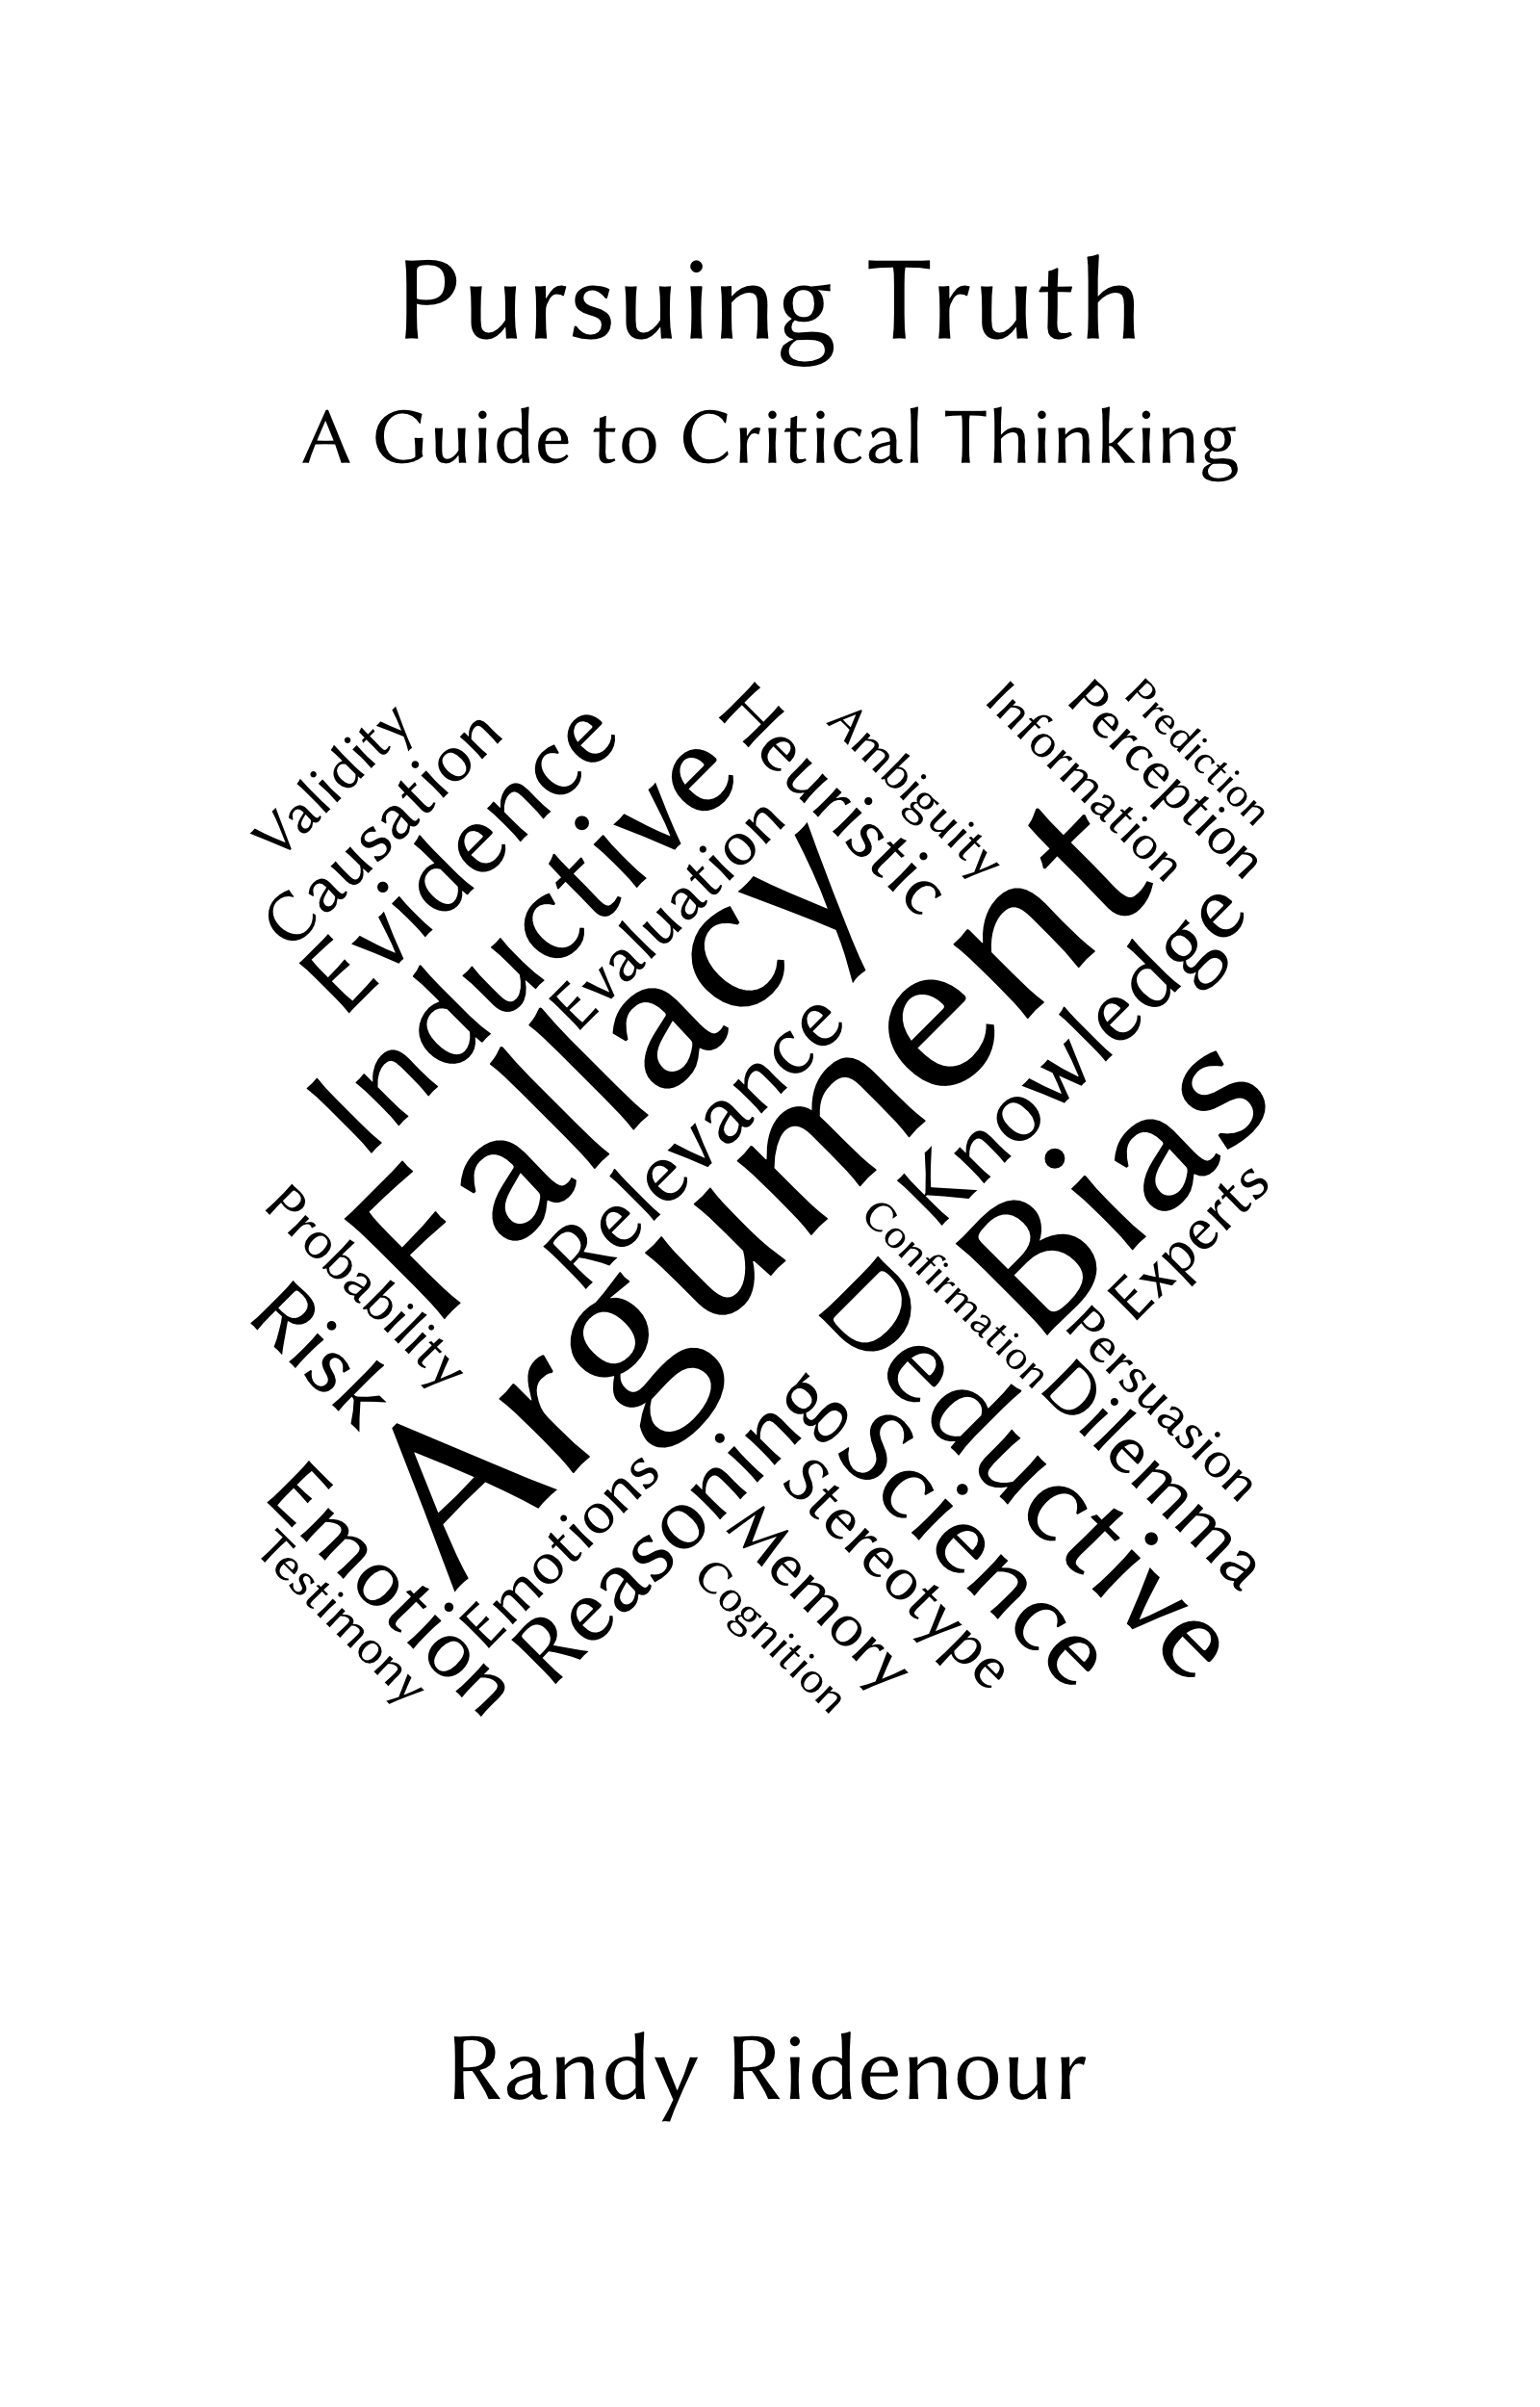 Pursuing Truth
A Guide to Critical Thinking
Validity
Causation
Evidence
Inductive
Heuristic
Ambiguity
Information
Perception
Prediction
Evaluation
Fallacy
Relevance
Argument
Knowledge
Bias
Experts
Probability
Risk
Confirmation
Deductive
Persuasion
Dilemma
Emotion
Testimony
Emotions
Reasoning
Science
Stereotype
Memory
Cognition
Randy Ridenour